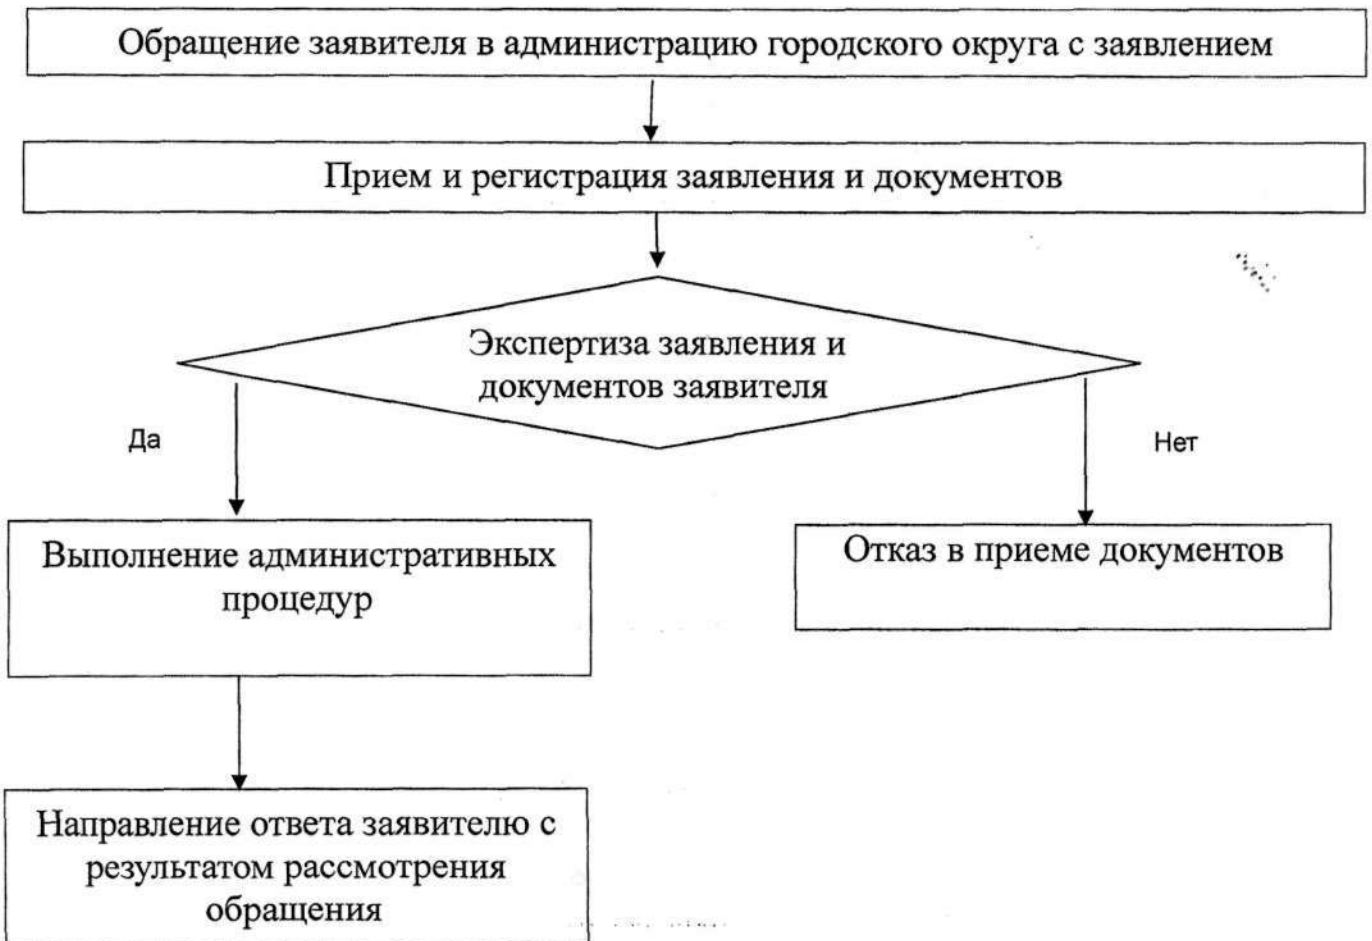 Обращение заявителя в администрацию городского округа с заявлением
Прием и регистрация заявления и документов
Экспертиза заявления и
документов заявителя
Да
Нет
Выполнение административных
процедур
Отказ в приеме документов
Направление ответа заявителю с
результатом рассмотрения
обращения